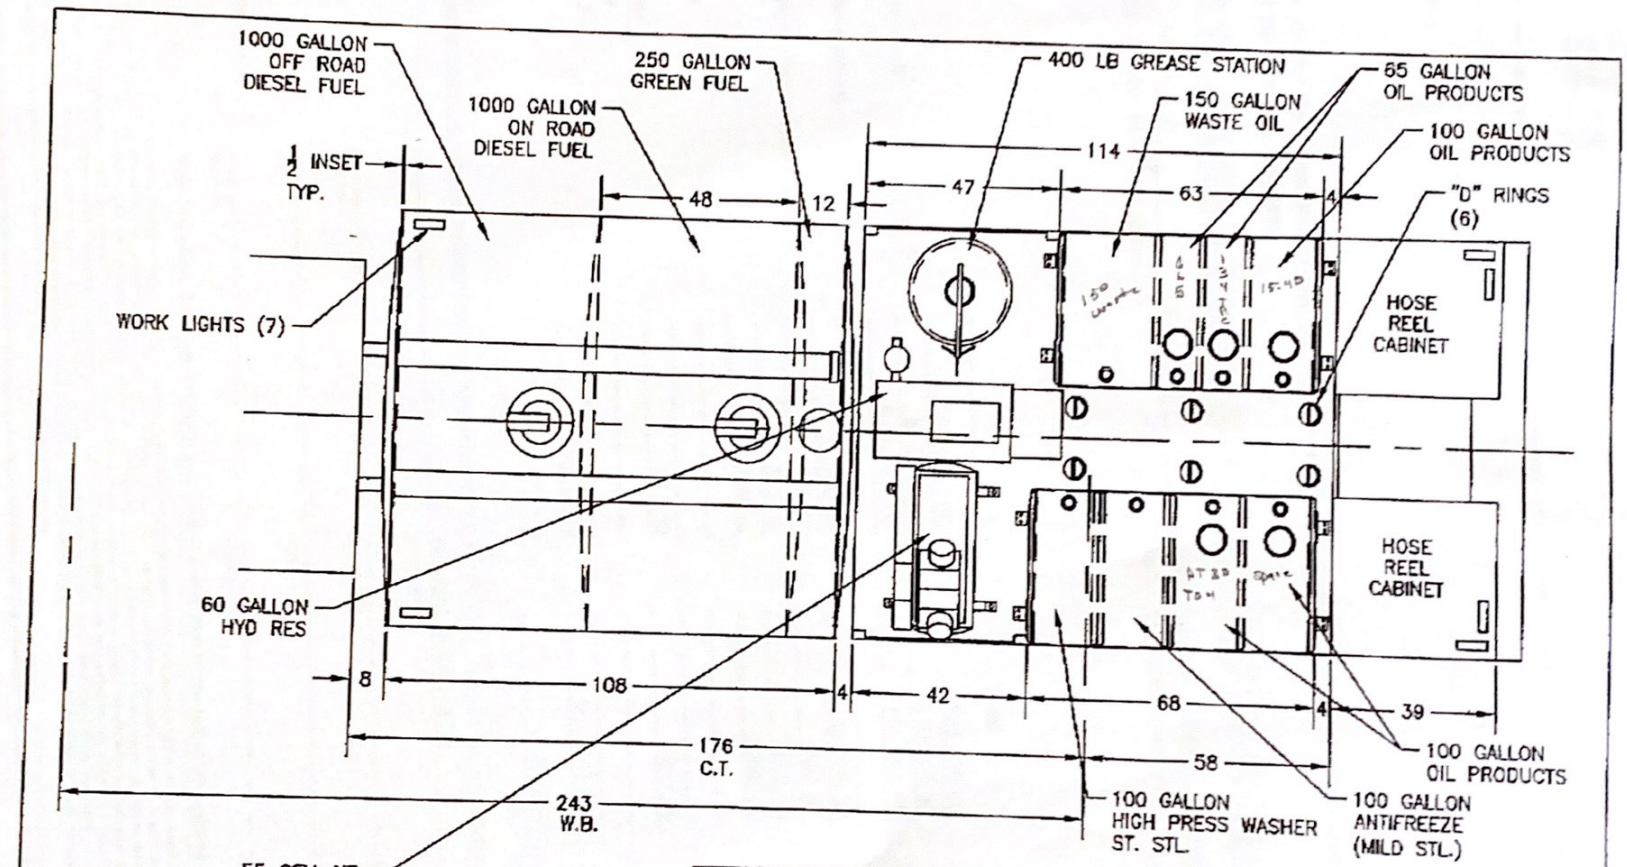 1000 GALLON
OFF ROAD
DIESEL FUEL
250 GALLON
GREEN FUEL
400 LB GREASE STATION
65 GALLON
OIL PRODUCTS
1000 GALLON
ON ROAD
DIESEL FUEL
150 GALLON
WASTE OIL
100 GALLON
OIL PRODUCTS
1/2 INSET
TYP.
114
48
12
47
63
4
"D" RINGS
(6)
WORK LIGHTS (7)
150
waste
15-40
HOSE
REEL
CABINET
HOSE
REEL
CABINET
spare
60 GALLON
HYD RES
8
108
4
42
68
4
39
176
C.T.
58
243
W.B.
100 GALLON
OIL PRODUCTS
100 GALLON
HIGH PRESS WASHER
ST. STL.
100 GALLON
ANTIFREEZE
(MILD STL.)